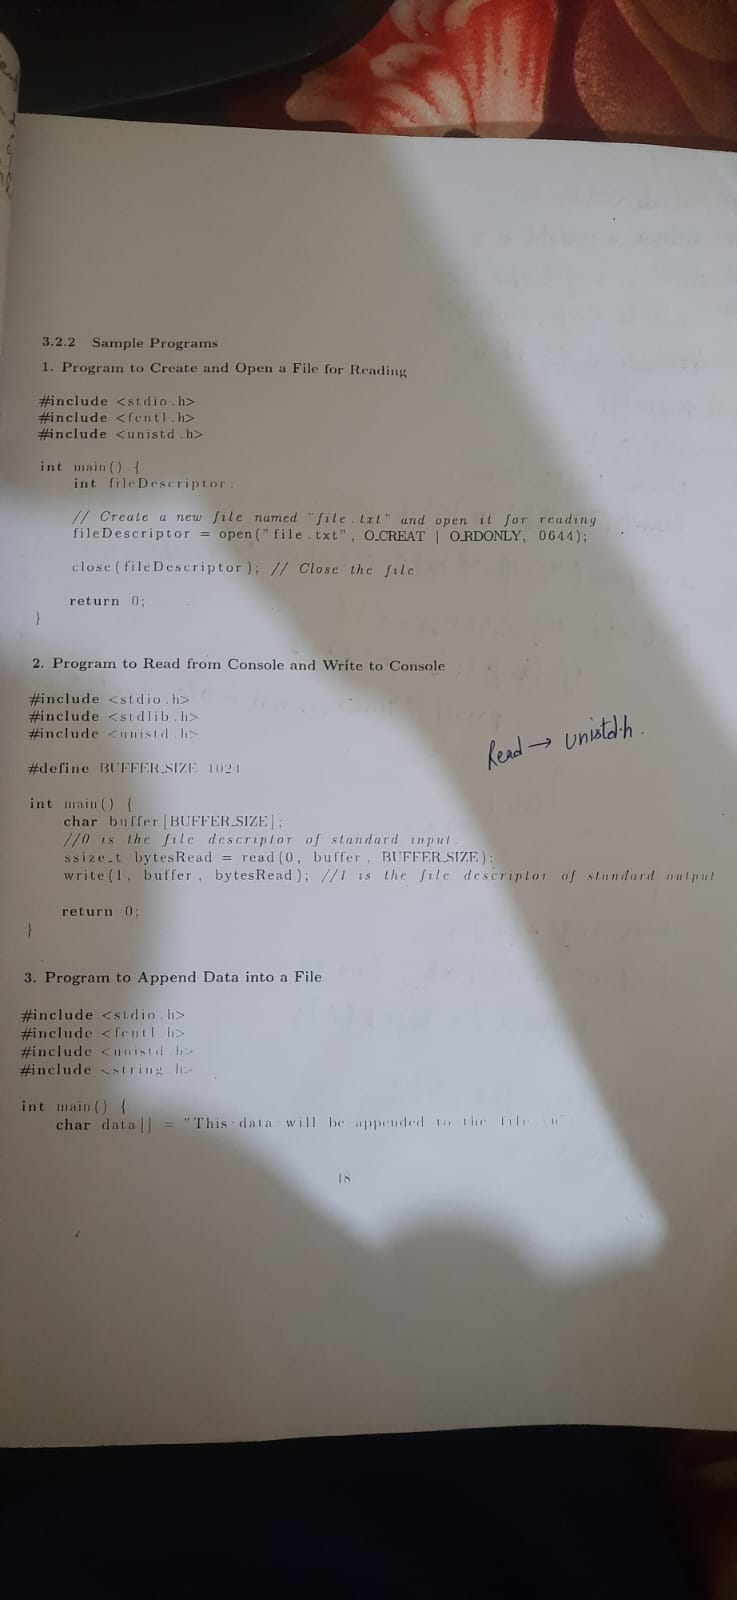 3.2.2 Sample Programs
1. Program to Create and Open a File for Reading
#include <stdio.h>
#include <fcntl.h>
#include <unistd.h>
int main() {
int fileDescriptor;
// Create a new file named "file.txt" and open it for reading
fileDescriptor = open("file.txt", O_CREAT | O_RDONLY, 0644);
close(fileDescriptor); // Close the file
return 0;
}
2. Program to Read from Console and Write to Console
#include <stdio.h>
#include <stdlib.h>
#include <unistd.h>
Read → unistd.h.
#define BUFFER_SIZE 1024
int main() {
char buffer[BUFFER_SIZE];
//0 is the file descriptor of standard input.
ssize_t bytesRead = read(0, buffer, BUFFER_SIZE);
write(1, buffer, bytesRead); //1 is the file descriptor of standard output
return 0;
}
3. Program to Append Data into a File
#include <stdio.h>
#include <fcntl.h>
#include <unistd.h>
#include <string.h>
int main() {
char data[] = "This data will be appended to the file.\n"
18